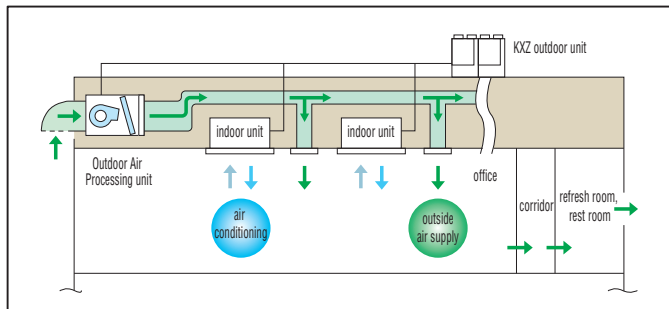 KXZ outdoor unit
indoor unit
indoor unit
Outdoor Air
Processing unit
office
corridor
refresh room,
rest room
air
conditioning
outside
air supply